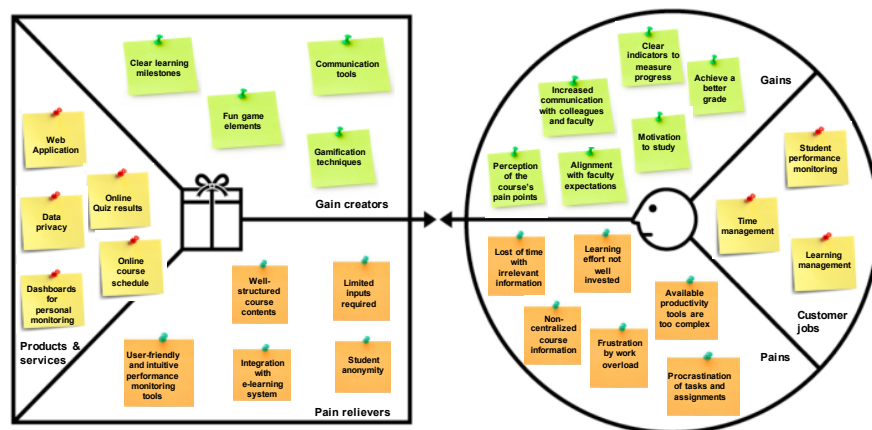 Clear learning
milestones
Communication
tools
Fun game
elements
Gamification
techniques
Gain creators
Web
Application
Data
privacy
Online
Quiz results
Online
course
schedule
Dashboards
for
personal
monitoring
Products &
services
Well-
structured
course
contents
Limited
inputs
required
User-friendly
and intuitive
performance
monitoring
tools
Integration
with
e-learning
system
Student
anonymity
Pain relievers
Clear
indicators to
measure
progress
Achieve a
better
grade
Gains
Increased
communication
with colleagues
and faculty
Motivation
to study
Perception
of the
course's
pain points
Alignment
with faculty
expectations
Student
performance
monitoring
Time
management
Learning
management
Customer
jobs
Lost of time
with
irrelevant
information
Learning
effort not
well
invested
Available
productivity
tools are
too complex
Non-
centralized
course
information
Frustration
by work
overload
Procrastination
of tasks and
assignments
Pains